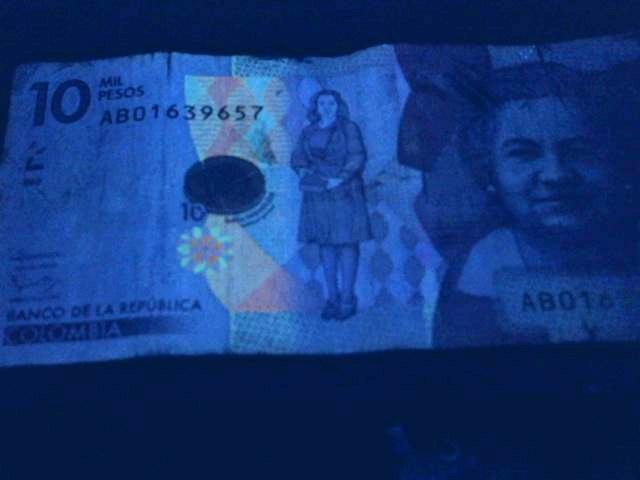 10 MIL
PESOS
AB01639657
10
BANCO DE LA REPÚBLICA
COLOMBIA
AB016